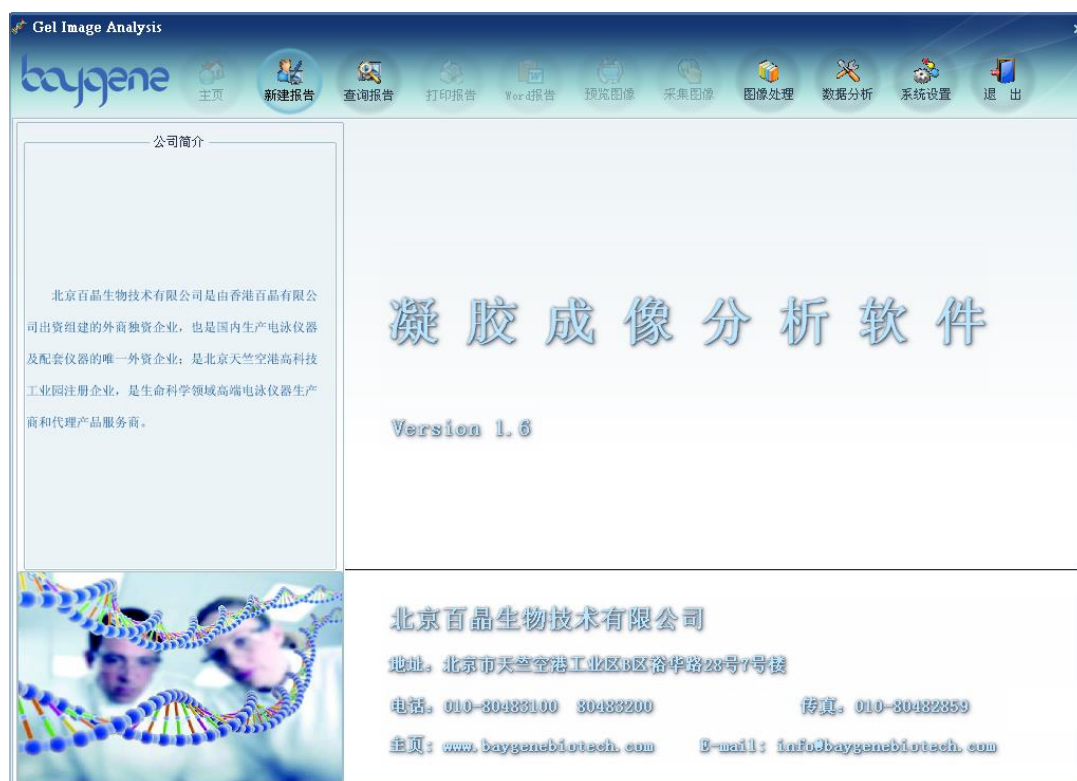 Gel Image Analysis
baygene
主页
新建报告
查询报告
打印报告
Word报告
预览图像
采集图像
图像处理
数据分析
系统设置
退 出
公司简介
北京百晶生物技术有限公司是由香港百晶有限公
司出资组建的外商独资企业，也是国内生产电泳仪器
及配套仪器的唯一外资企业；是北京天竺空港高科技
工业园注册企业，是生命科学领域高端电泳仪器生产
商和代理产品服务商。
凝胶成像分析软件
Version 1.6
北京百晶生物技术有限公司
地址：北京市天竺空港工业区B区裕华路28号7号楼
电话：010-80483100 80483200 传真：010-80482859
主页：www.baygenebiotech.com E-mail：info@baygenebiotech.com